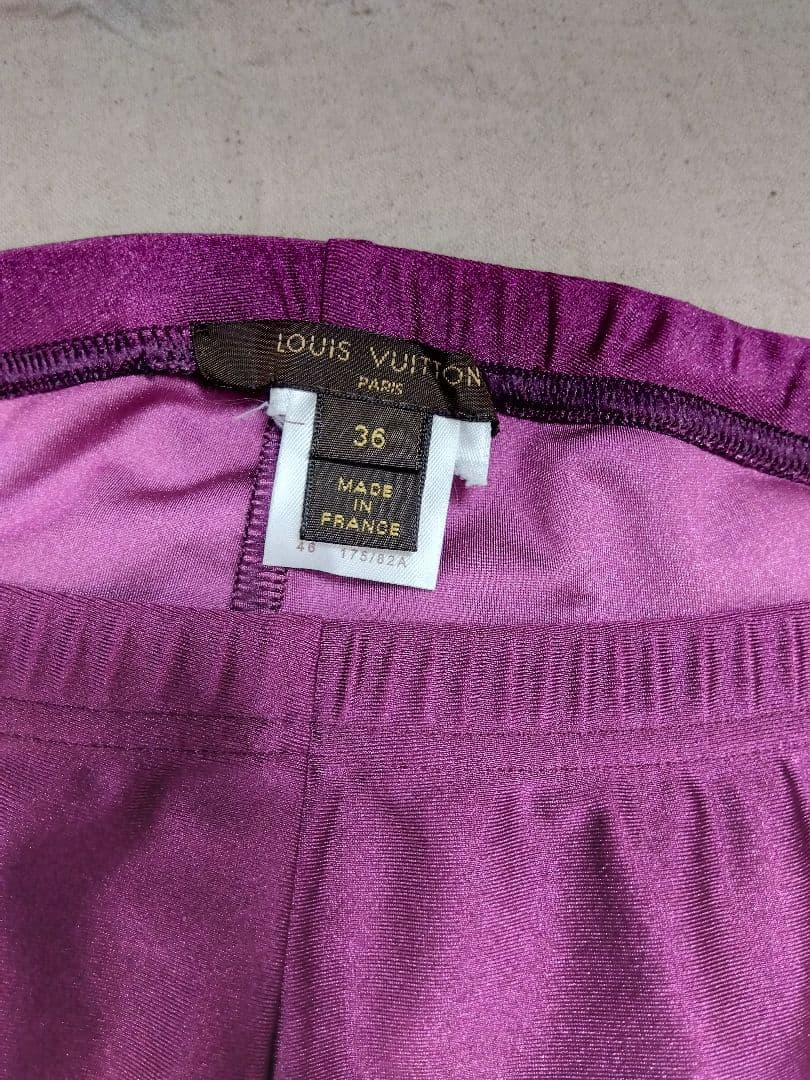 LOUIS VUITTON
PARIS
36
MADE
IN
FRANCE
46 175/82A